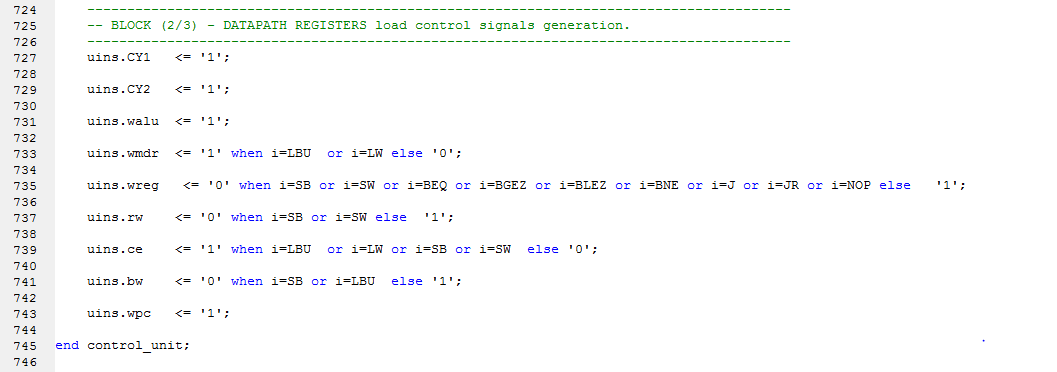 724 ----------------------------------------------------------------------------------------
725 -- BLOCK (2/3) - DATAPATH REGISTERS load control signals generation.
726 ----------------------------------------------------------------------------------------
727 uins.CY1 <= '1';
728
729 uins.CY2 <= '1';
730
731 uins.walu <= '1';
732
733 uins.wmdr <= '1' when i=LBU or i=LW else '0';
734
735 uins.wreg <= '0' when i=SB or i=SW or i=BEQ or i=BGEZ or i=BLEZ or i=BNE or i=J or i=JR or i=NOP else '1';
736
737 uins.rw <= '0' when i=SB or i=SW else '1';
738
739 uins.ce <= '1' when i=LBU or i=LW or i=SB or i=SW else '0';
740
741 uins.bw <= '0' when i=SB or i=LBU else '1';
742
743 uins.wpc <= '1';
744
745 end control_unit;
746